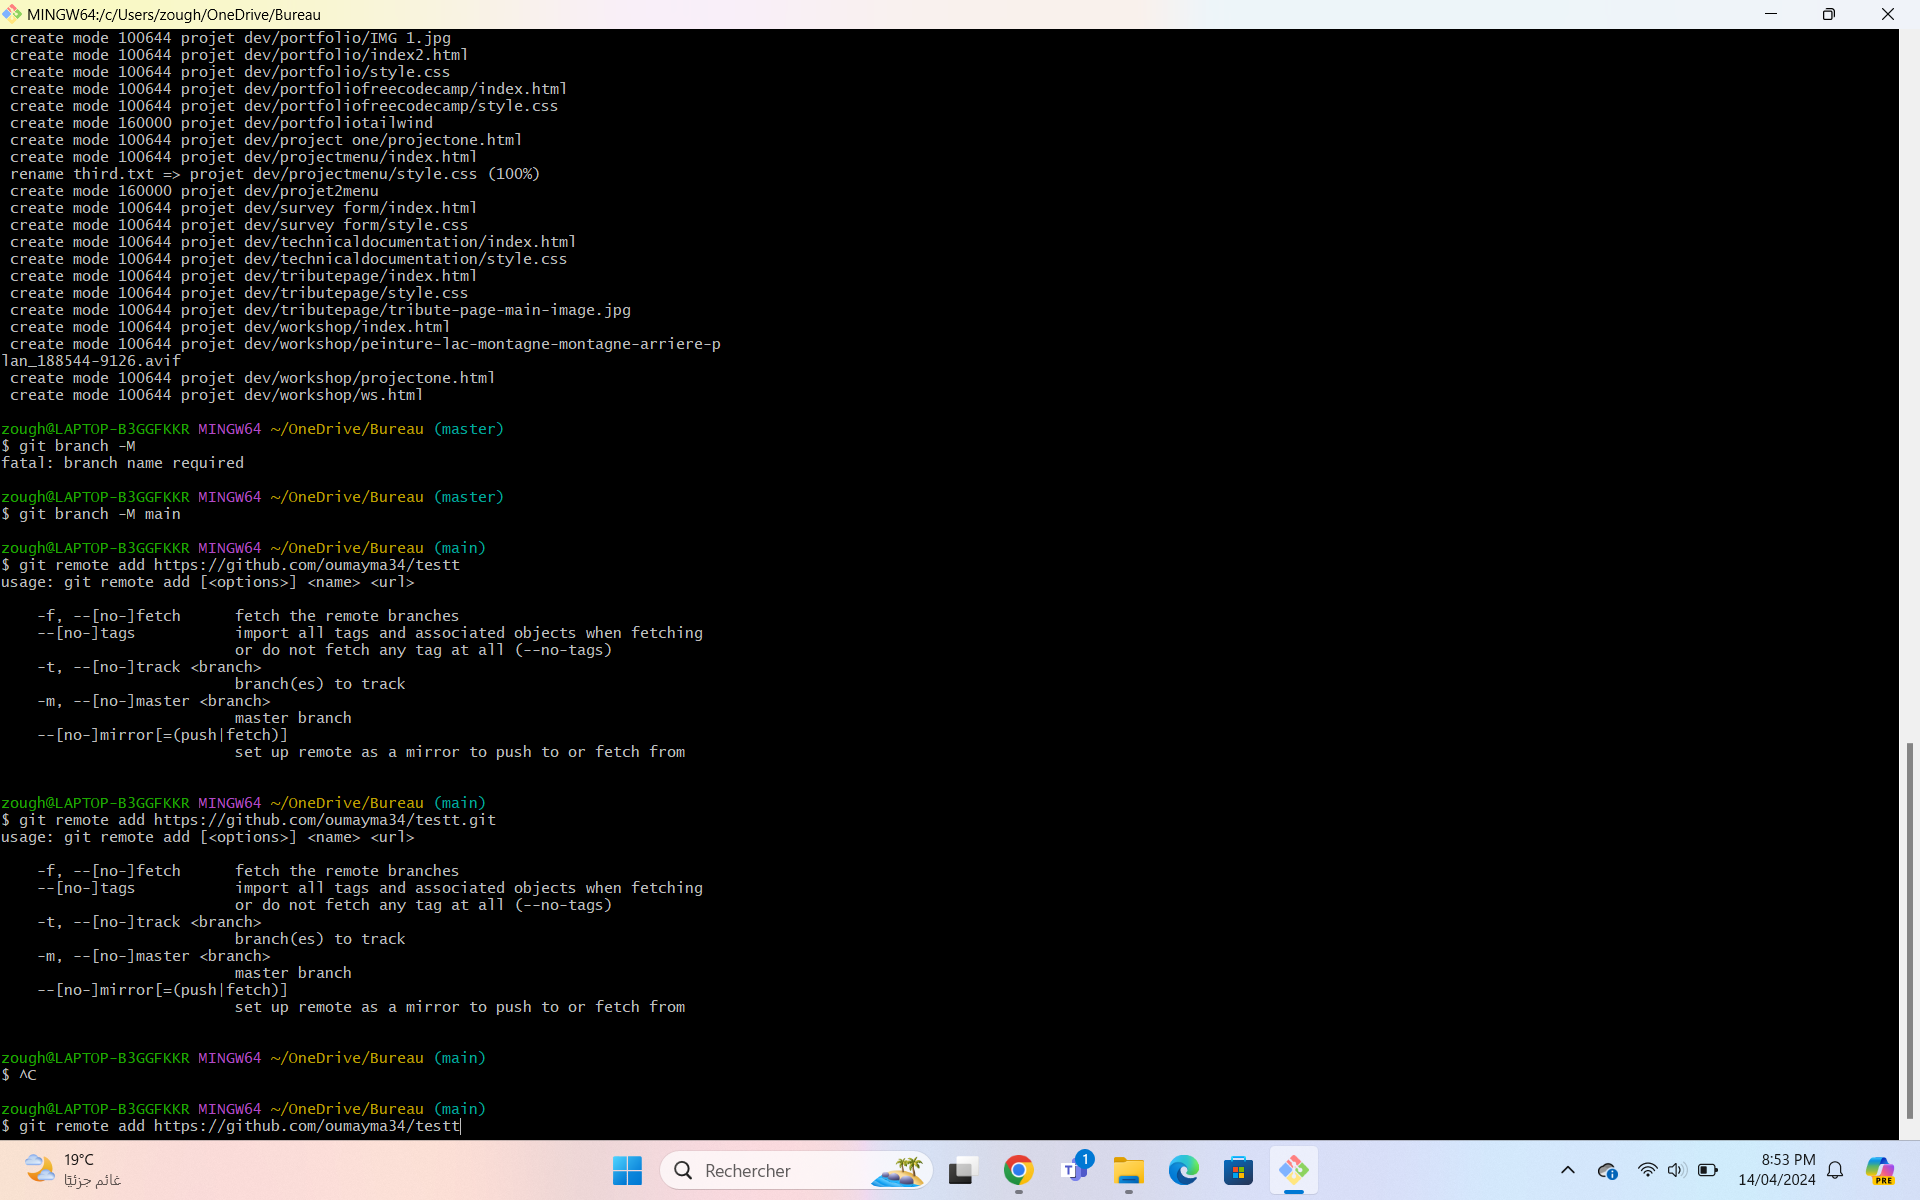 MINGW64:/c/Users/zough/OneDrive/Bureau
create mode 100644 projet dev/portfolio/IMG 1.jpg
create mode 100644 projet dev/portfolio/index2.html
create mode 100644 projet dev/portfolio/style.css
create mode 100644 projet dev/portfoliofreecodecamp/index.html
create mode 100644 projet dev/portfoliofreecodecamp/style.css
create mode 160000 projet dev/portfoliotailwind
create mode 100644 projet dev/project one/projectone.html
create mode 100644 projet dev/projectmenu/index.html
rename third.txt => projet dev/projectmenu/style.css (100%)
create mode 160000 projet dev/projet2menu
create mode 100644 projet dev/survey form/index.html
create mode 100644 projet dev/survey form/style.css
create mode 100644 projet dev/technicaldocumentation/index.html
create mode 100644 projet dev/technicaldocumentation/style.css
create mode 100644 projet dev/tributepage/index.html
create mode 100644 projet dev/tributepage/style.css
create mode 100644 projet dev/tributepage/tribute-page-main-image.jpg
create mode 100644 projet dev/workshop/index.html
create mode 100644 projet dev/workshop/peinture-lac-montagne-montagne-arriere-p
lan_188544-9126.avif
create mode 100644 projet dev/workshop/projectone.html
create mode 100644 projet dev/workshop/ws.html
zough@LAPTOP-B3GGFKKR MINGW64 ~/OneDrive/Bureau (master)
$ git branch -M
fatal: branch name required
zough@LAPTOP-B3GGFKKR MINGW64 ~/OneDrive/Bureau (master)
$ git branch -M main
zough@LAPTOP-B3GGFKKR MINGW64 ~/OneDrive/Bureau (main)
$ git remote add https://github.com/oumayma34/testt
usage: git remote add [<options>] <name> <url>
-f, --[no-]fetch fetch the remote branches
--[no-]tags import all tags and associated objects when fetching
or do not fetch any tag at all (--no-tags)
-t, --[no-]track <branch>
branch(es) to track
-m, --[no-]master <branch>
master branch
--[no-]mirror[=(push|fetch)]
set up remote as a mirror to push to or fetch from
zough@LAPTOP-B3GGFKKR MINGW64 ~/OneDrive/Bureau (main)
$ git remote add https://github.com/oumayma34/testt.git
usage: git remote add [<options>] <name> <url>
-f, --[no-]fetch fetch the remote branches
--[no-]tags import all tags and associated objects when fetching
or do not fetch any tag at all (--no-tags)
-t, --[no-]track <branch>
branch(es) to track
-m, --[no-]master <branch>
master branch
--[no-]mirror[=(push|fetch)]
set up remote as a mirror to push to or fetch from
zough@LAPTOP-B3GGFKKR MINGW64 ~/OneDrive/Bureau (main)
$ ^C
zough@LAPTOP-B3GGFKKR MINGW64 ~/OneDrive/Bureau (main)
$ git remote add https://github.com/oumayma34/testt
19°C
غائم جزئيًا
Rechercher
1
T
8:53 PM
14/04/2024
PRE